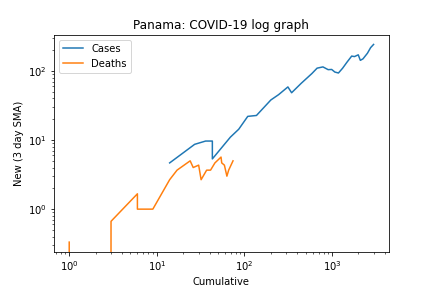 Panama: COVID-19 log graph
Cases
Deaths
New (3 day SMA)
10²
10¹
10⁰
10⁰ 10¹ 10² 10³
Cumulative